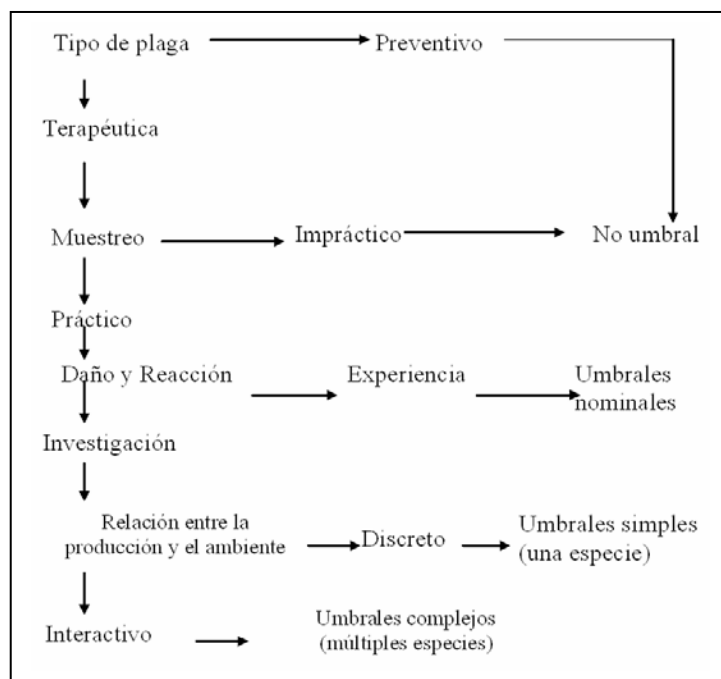 Tipo de plaga Preventivo
Terapéutica
Muestreo Impráctico No umbral
Práctico
Daño y Reacción Experiencia Umbrales
nominales
Investigación
Relación entre la
producción y el ambiente Discreto Umbrales simples
(una especie)
Interactivo Umbrales complejos
(múltiples especies)